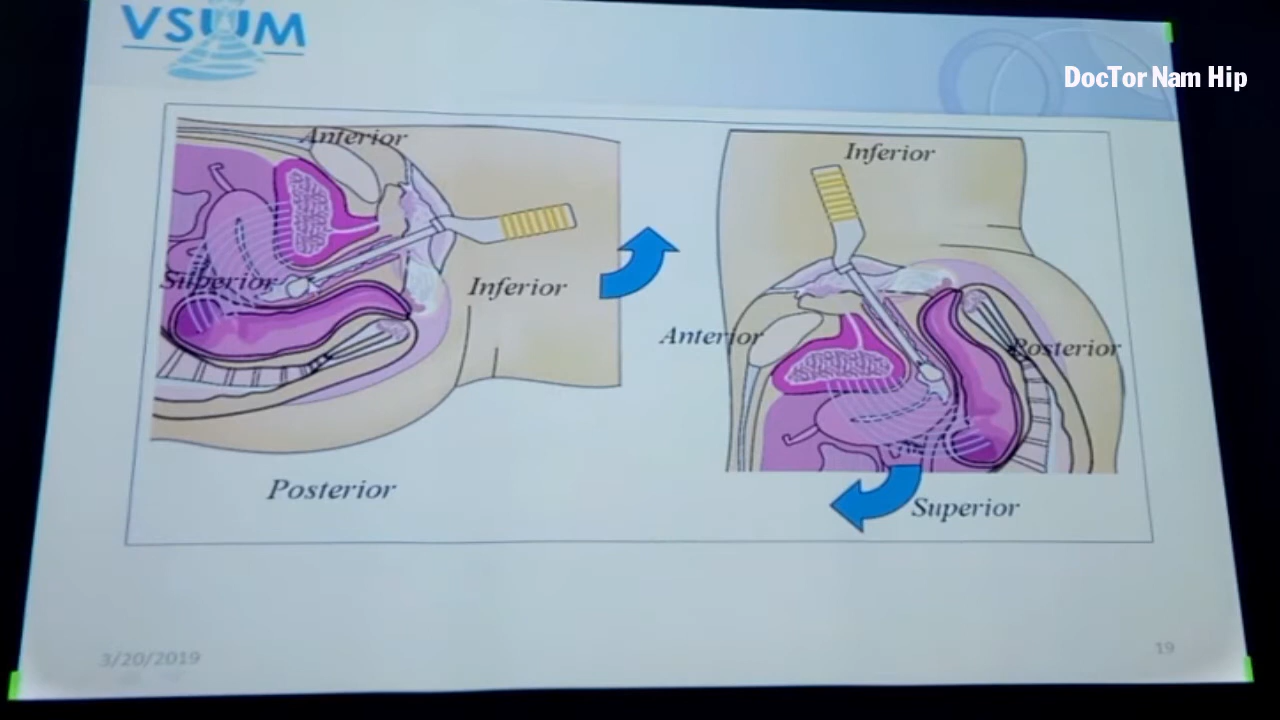 VSUM
DocTor Nam Hip
Anterior
Superior
Inferior
Posterior
Inferior
Anterior
Posterior
Superior
3/20/2019
19